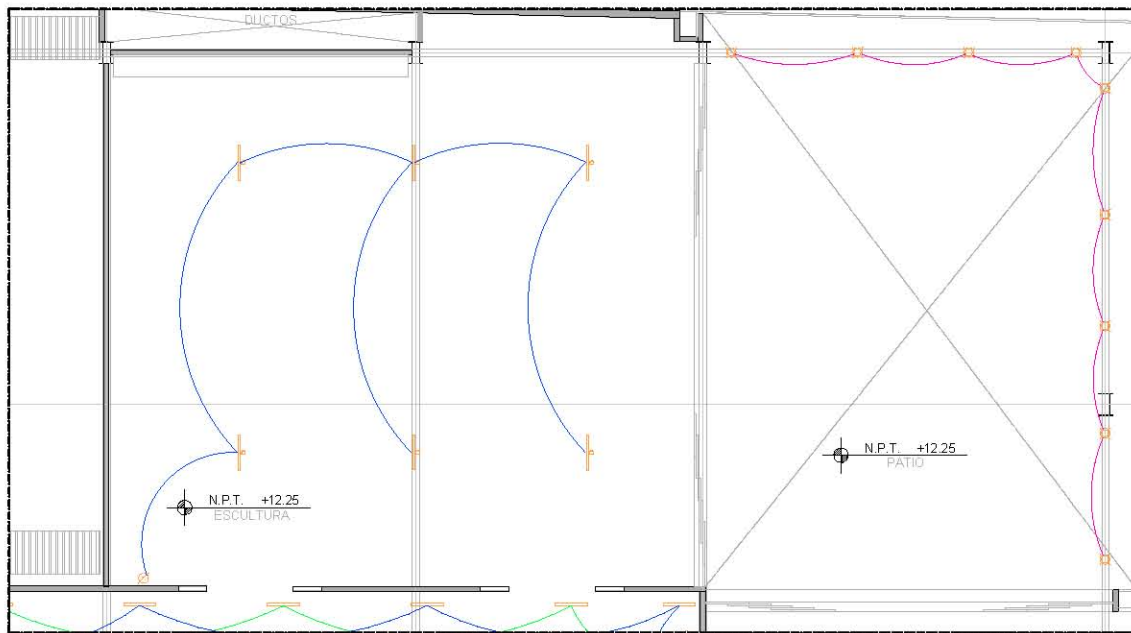 DUCTOS
N.P.T. +12.25
PATIO
N.P.T. +12.25
ESCULTURA